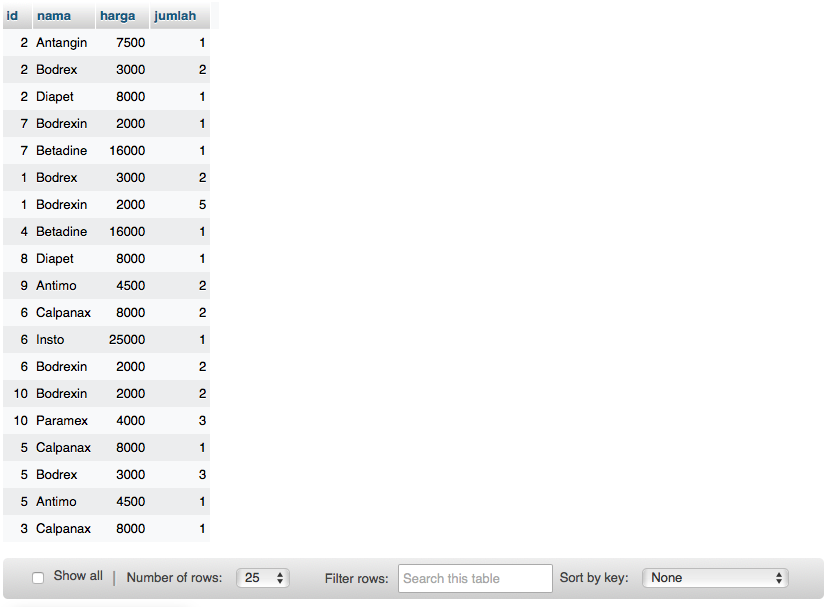 id nama harga jumlah
2 Antangin 7500 1
2 Bodrex 3000 2
2 Diapet 8000 1
7 Bodrexin 2000 1
7 Betadine 16000 1
1 Bodrex 3000 2
1 Bodrexin 2000 5
4 Betadine 16000 1
8 Diapet 8000 1
9 Antimo 4500 2
6 Calpanax 8000 2
6 Insto 25000 1
6 Bodrexin 2000 2
10 Bodrexin 2000 2
10 Paramex 4000 3
5 Calpanax 8000 1
5 Bodrex 3000 3
5 Antimo 4500 1
3 Calpanax 8000 1
Show all | Number of rows: 25 Filter rows: Search this table Sort by key: None